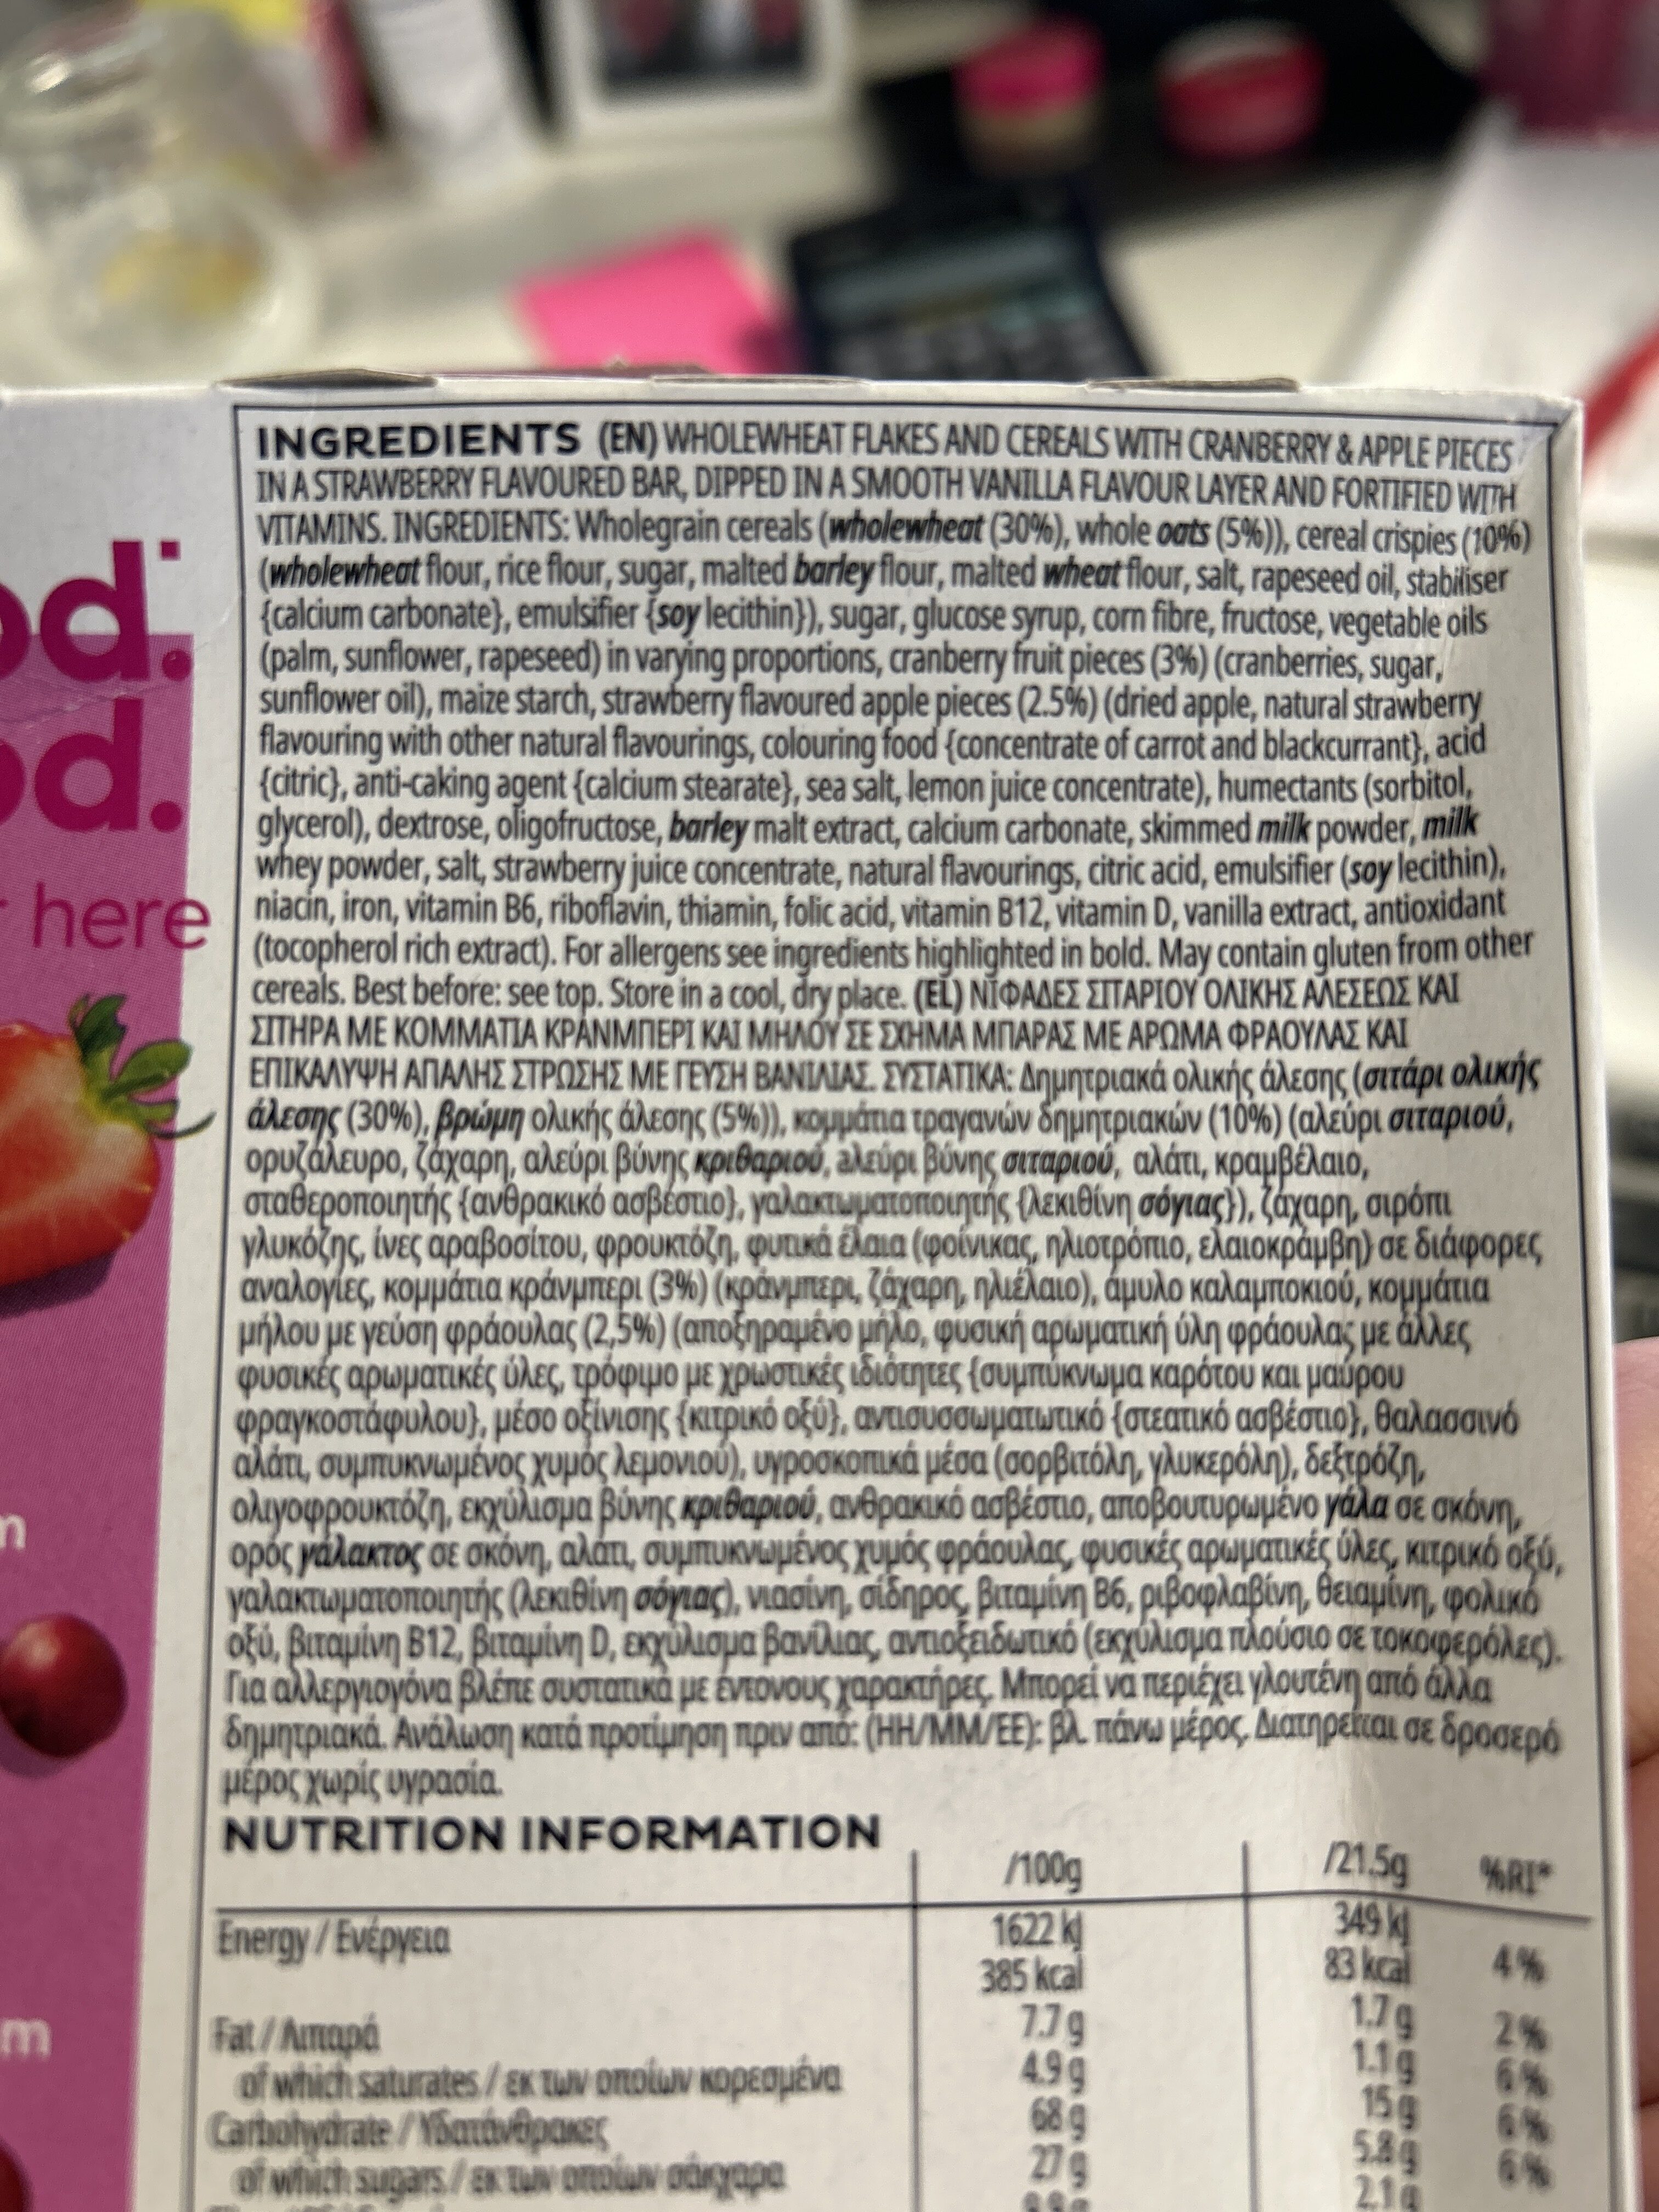 od.
od.
here
m
m
INGREDIENTS (EN) WHOLEWHEAT FLAKES AND CEREALS WITH CRANBERRY & APPLE PIECES
IN A STRAWBERRY FLAVOURED BAR, DIPPED IN A SMOOTH VANILLA FLAVOUR LAYER AND FORTIFIED WITH
VITAMINS. INGREDIENTS: Wholegrain cereals (wholewheat (30%), whole oats (5%)), cereal crispies (10%)
(wholewheat flour, rice flour, sugar, malted barley flour, malted wheat flour, salt, rapeseed oil, stabiliser
{calcium carbonate}, emulsifier {soy lecithin}), sugar, glucose syrup, corn fibre, fructose, vegetable oils
(palm, sunflower, rapeseed) in varying proportions, cranberry fruit pieces (3%) (cranberries, sugar,
sunflower oil), maize starch, strawberry flavoured apple pieces (2.5%) (dried apple, natural strawberry
flavouring with other natural flavourings, colouring food {concentrate of carrot and blackcurrant}, acid
{citric}, anti-caking agent {calcium stearate}, sea salt, lemon juice concentrate), humectants (sorbitol,
glycerol), dextrose, oligofructose, barley malt extract, calcium carbonate, skimmed milk powder, milk
whey powder, salt, strawberry juice concentrate, natural flavourings, citric acid, emulsifier (soy lecithin),
niacin, iron, vitamin B6, riboflavin, thiamin, folic acid, vitamin B12, vitamin D, vanilla extract, antioxidant
(tocopherol rich extract). For allergens see ingredients highlighted in bold. May contain gluten from other
cereals. Best before: see top. Store in a cool, dry place. (EL) ΝΙΦΑΔΕΣ ΣΙΤΑΡΙΟΥ ΟΛΙΚΗΣ ΑΛΕΣΕΩΣ ΚΑΙ
ΣΙΤΗΡΑ ΜΕ ΚΟΜΜΑΤΙΑ ΚΡΑΝΜΠΕΡΙ ΚΑΙ ΜΗΛΟΥ ΣΕ ΣΧΗΜΑ ΜΠΑΡΑΣ ΜΕ ΑΡΩΜΑ ΦΡΑΟΥΛΑΣ ΚΑΙ
ΕΠΙΚΑΛΥΨΗ ΑΠΑΛΗΣ ΣΤΡΩΣΗΣ ΜΕ ΓΕΥΣΗ ΒΑΝΙΛΙΑΣ. ΣΥΣΤΑΤΙΚΑ: Δημητριακά ολικής άλεσης (σιτάρι ολικής
άλεσης (30%), βρώμη ολικής άλεσης (5%)), κομμάτια τραγανών δημητριακών (10%) (αλεύρι σιταριού,
ορυζάλευρο, ζάχαρη, αλεύρι βύνης κριθαριού, αλεύρι βύνης σιταριού, αλάτι, κραμβέλαιο,
σταθεροποιητής {ανθρακικό ασβέστιο}, γαλακτωματοποιητής {λεκιθίνη σόγιας}), ζάχαρη, σιρόπι
γλυκόζης, ίνες αραβοσίτου, φρουκτόζη, φυτικά έλαια (φοίνικας, ηλιοτρόπιο, ελαιοκράμβη) σε διάφορες
αναλογίες, κομμάτια κράνμπερι (3%) (κράνμπερι, ζάχαρη, ηλιέλαιο), άμυλο καλαμποκιού, κομμάτια
μήλου με γεύση φράουλας (2,5%) (αποξηραμένο μήλο, φυσική αρωματική ύλη φράουλας με άλλες
φυσικές αρωματικές ύλες, τρόφιμο με χρωστικές ιδιότητες {συμπύκνωμα καρότου και μαύρου
φραγκοστάφυλου}, μέσο οξίνισης {κιτρικό οξύ}, αντισυσσωματωτικό {στεατικό ασβέστιο}, θαλασσινό
αλάτι, συμπυκνωμένος χυμός λεμονιού), υγροσκοπικά μέσα (σορβιτόλη, γλυκερόλη), δεξτρόζη,
ολιγοφρουκτόζη, εκχύλισμα βύνης κριθαριού, ανθρακικό ασβέστιο, αποβουτυρωμένο γάλα σε σκόνη,
ορός γάλακτος σε σκόνη, αλάτι, συμπυκνωμένος χυμός φράουλας, φυσικές αρωματικές ύλες, κιτρικό οξύ,
γαλακτωματοποιητής (λεκιθίνη σόγιας), νιασίνη, σίδηρος, βιταμίνη B6, ριβοφλαβίνη, θειαμίνη, φολικό
οξύ, βιταμίνη B12, βιταμίνη D, εκχύλισμα βανίλιας, αντιοξειδωτικό (εκχύλισμα πλούσιο σε τοκοφερόλες).
Για αλλεργιογόνα βλέπε συστατικά με έντονους χαρακτήρες. Μπορεί να περιέχει γλουτένη από άλλα
δημητριακά. Ανάλωση κατά προτίμηση πριν από: (ΗΗ/ΜΜ/ΕΕ): βλ. πάνω μέρος. Διατηρείται σε δροσερό
μέρος χωρίς υγρασία.
NUTRITION INFORMATION
/100g /21.5g %RI*
Energy / Ενέργεια 1622 kJ 349 kJ
385 kcal 83 kcal 4%
Fat / Λιπαρά 7.7 g 1.7 g 2%
of which saturates / εκ των οποίων κορεσμένα 4.9 g 1.1 g 6%
Carbohydrate / Υδατάνθρακες 68 g 15 g 6%
of which sugars / εκ των οποίων σάκχαρα 27 g 5.8 g 6%
2.1 g